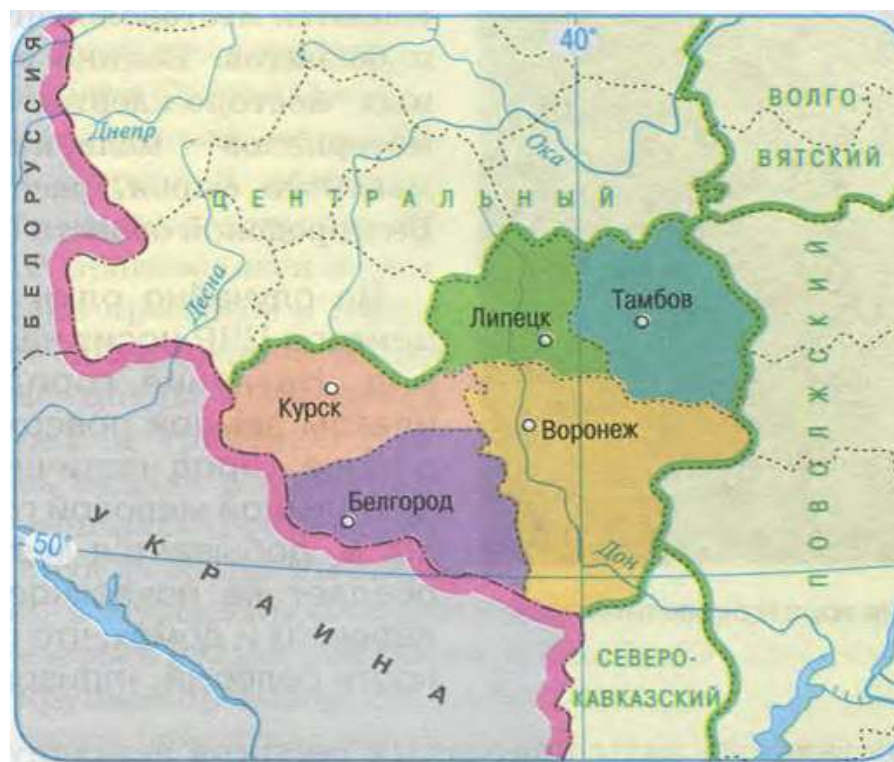 40°
БЕЛОРУССИЯ
Днепр
Ока
ВОЛГО
ВЯТСКИЙ
ЦЕНТРАЛЬНЫЙ
Десна
Липецк
Тамбов
ПОВОЛЖСКИЙ
Курск
Воронеж
Белгород
50°
Дон
УКРАИНА
СЕВЕРО-
КАВКАЗСКИЙ